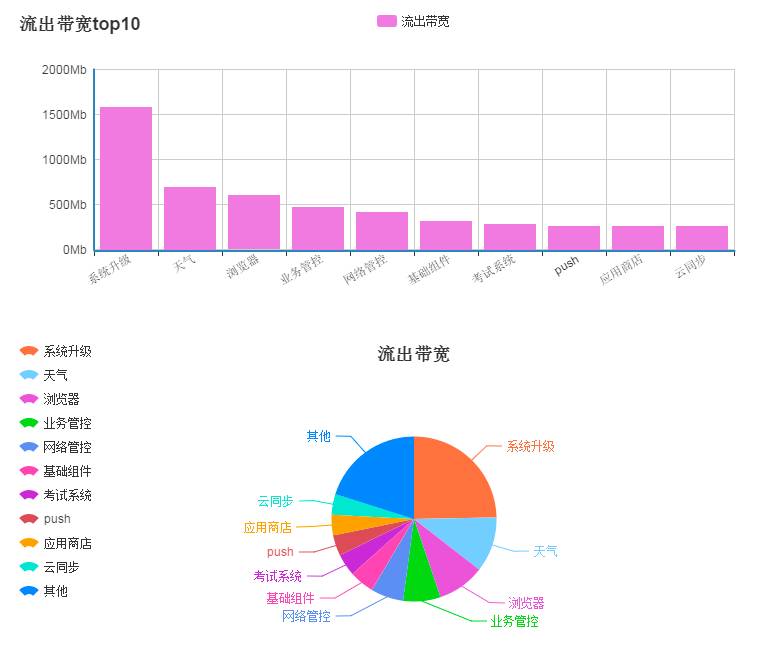 流出带宽top10
流出带宽
2000Mb
1500Mb
1000Mb
500Mb
0Mb
系统升级
天气
浏览器
业务管控
网络管控
基础组件
考试系统
push
应用商店
云同步
流出带宽
系统升级
天气
浏览器
业务管控
网络管控
基础组件
考试系统
push
应用商店
云同步
其他
其他
系统升级
云同步
应用商店
push
天气
考试系统
基础组件
浏览器
网络管控
业务管控